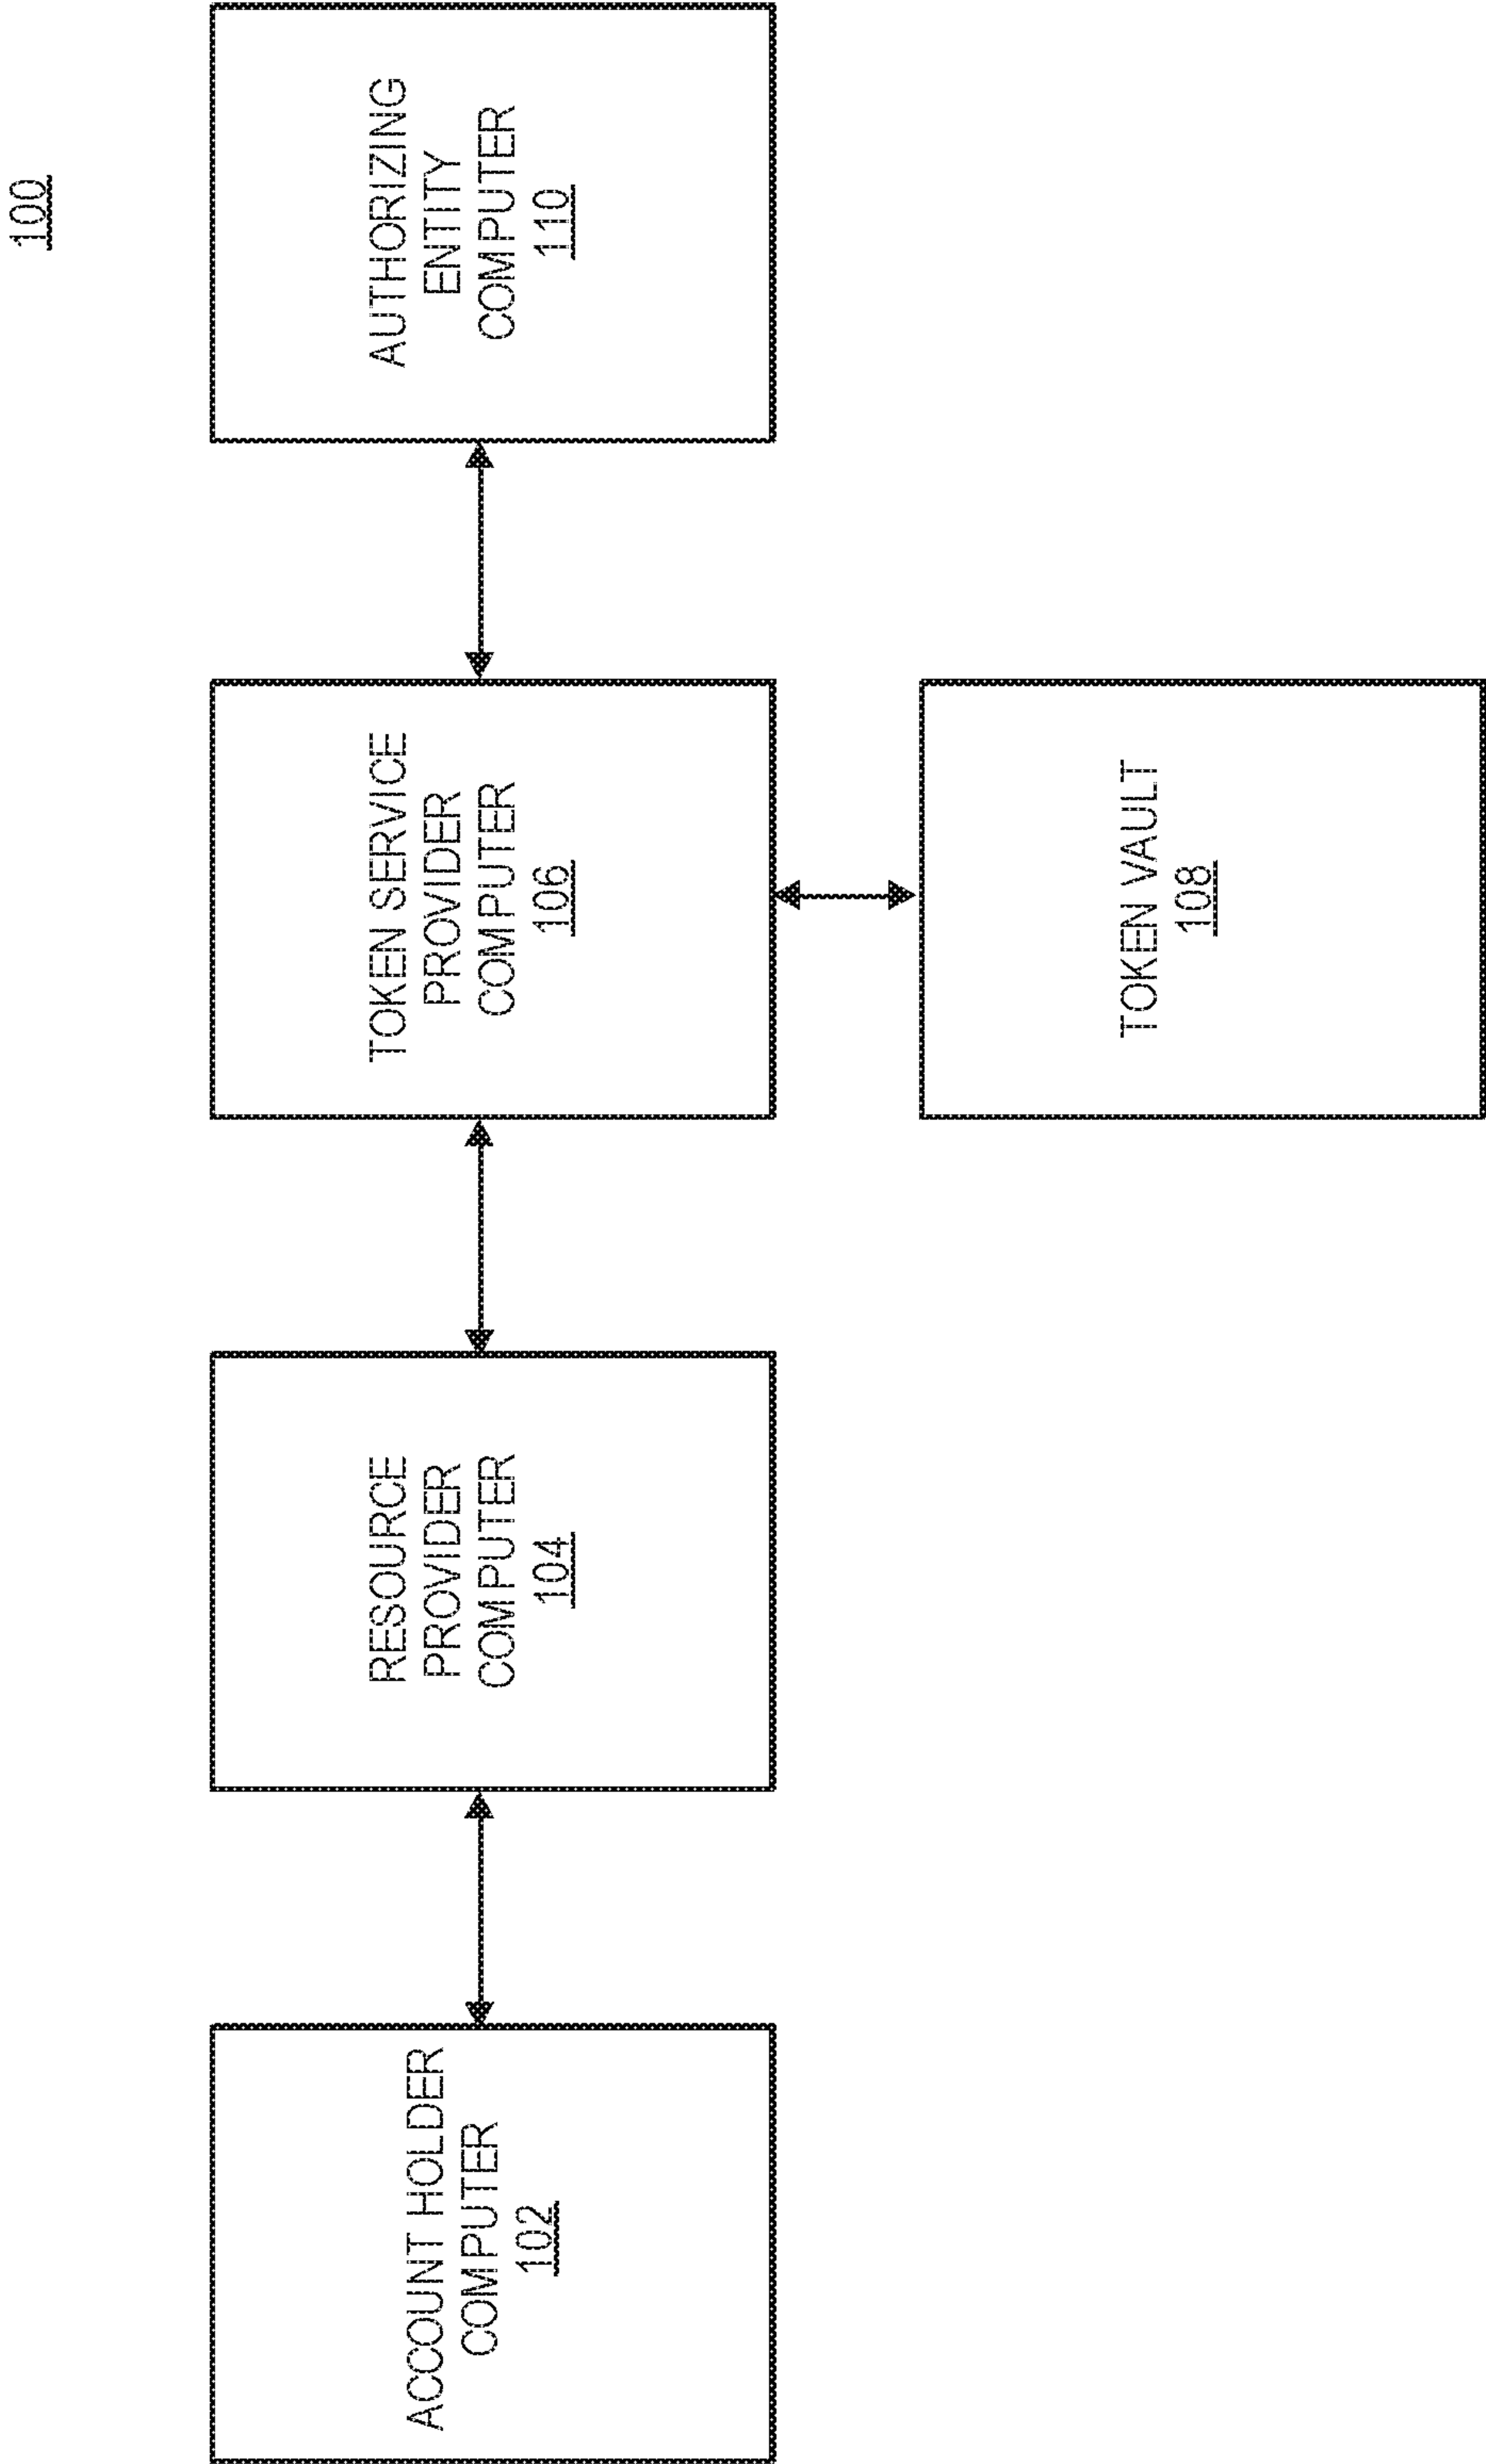 100
ACCOUNT HOLDER
COMPUTER
102
RESOURCE
PROVIDER
COMPUTER
104
TOKEN SERVICE
PROVIDER
COMPUTER
106
AUTHORIZING
ENTITY
COMPUTER
110
TOKEN VAULT
108